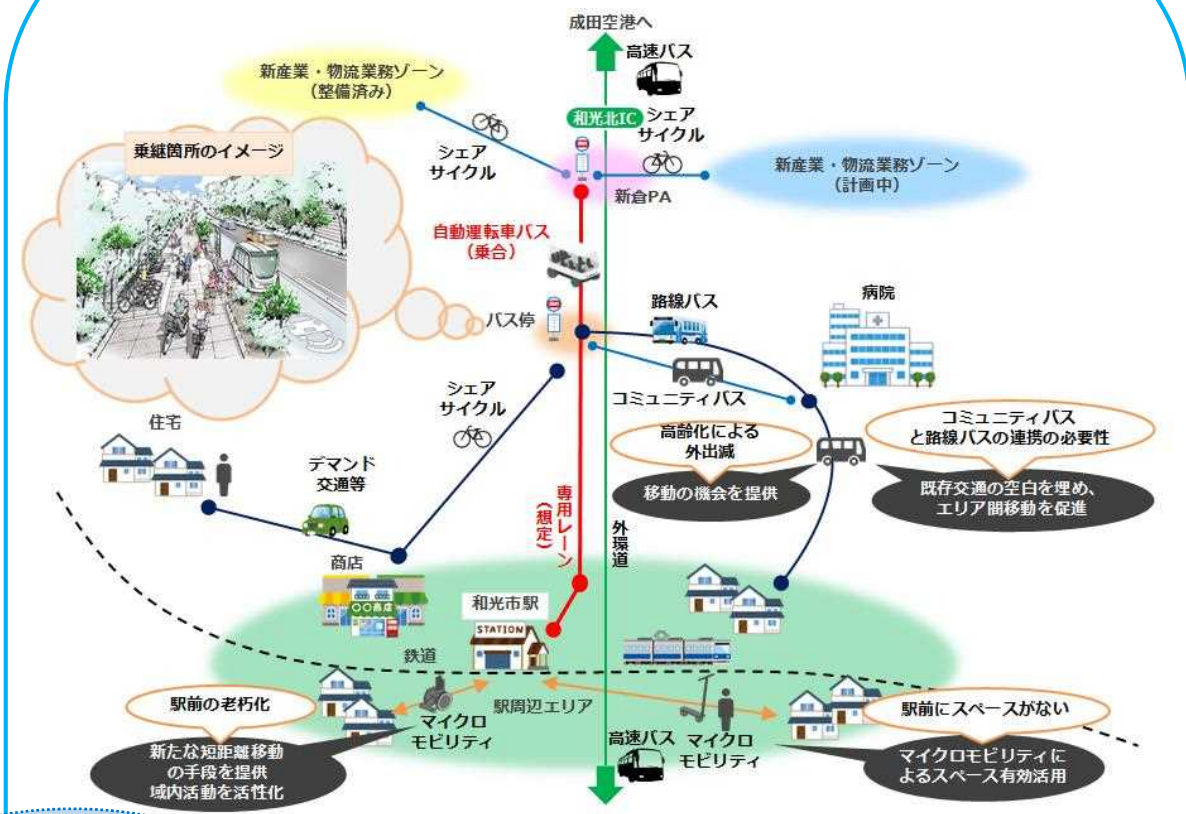 成田空港へ
高速バス
新産業・物流業務ゾーン
（整備済み）
和光北IC
シェア
サイクル
乗継箇所のイメージ
シェア
サイクル
新産業・物流業務ゾーン
（計画中）
新倉PA
自動運転車バス
（乗合）
病院
路線バス
バス停
コミュニティバス
シェア
サイクル
住宅
高齢化による
外出減
移動の機会を提供
コミュニティバス
と路線バスの連携の必要性
既存交通の空白を埋め、
エリア間移動を促進
デマンド
交通等
専用レーン
（想定）
外環道
商店
〇〇商店
和光市駅
STATION
鉄道
駅周辺エリア
駅前の老朽化
新たな短距離移動
の手段を提供
域内活動を活性化
マイクロ
モビリティ
高速バス
マイクロ
モビリティ
駅前にスペースがない
マイクロモビリティに
よるスペース有効活用